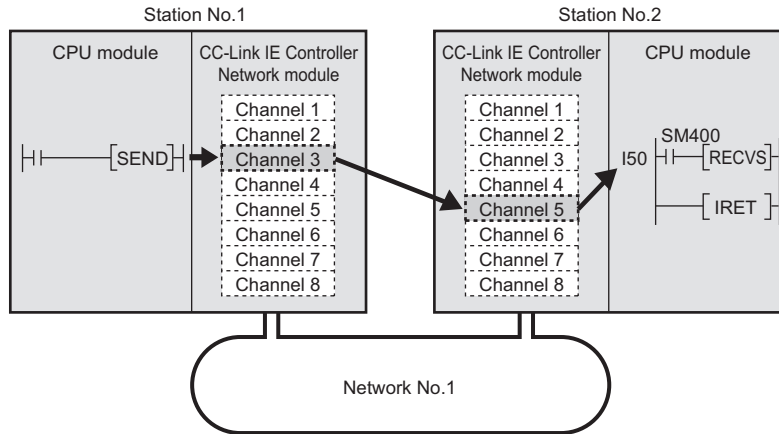 Station No.1
CPU module
CC-Link IE Controller
Network module
Channel 1
Channel 2
Channel 3
Channel 4
Channel 5
Channel 6
Channel 7
Channel 8
SEND
Station No.2
CC-Link IE Controller
Network module
Channel 1
Channel 2
Channel 3
Channel 4
Channel 5
Channel 6
Channel 7
Channel 8
CPU module
SM400
I50
RECVS
IRET
Network No.1